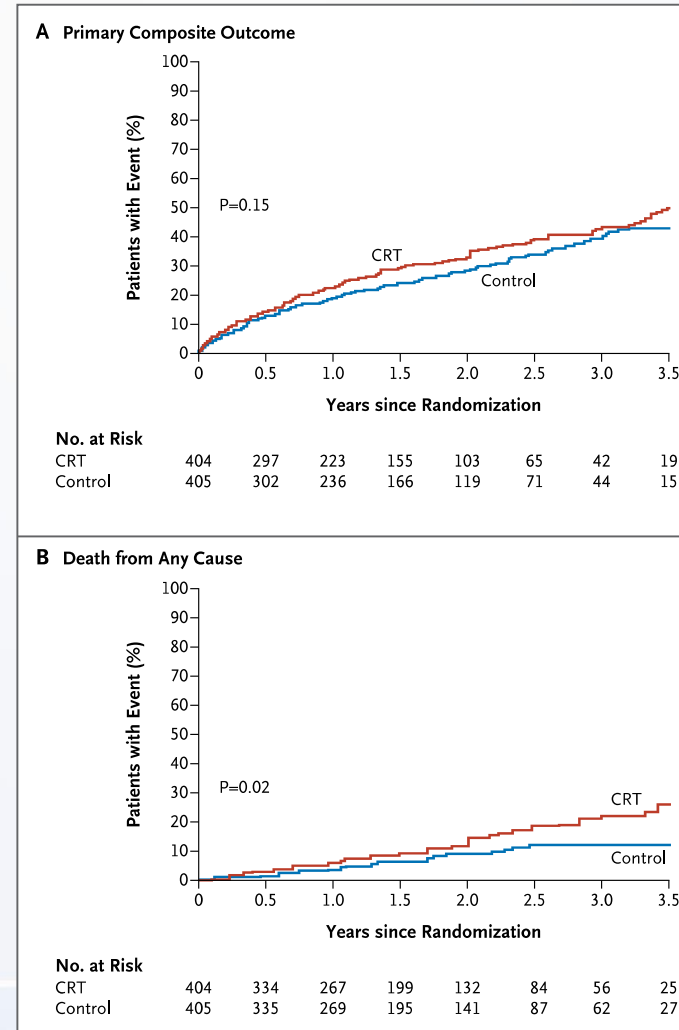 A Primary Composite Outcome
100
90
80
70
60
50
40
30
20
10
0
Patients with Event (%)
P=0.15
CRT
Control
0 0.5 1.0 1.5 2.0 2.5 3.0 3.5
Years since Randomization
No. at Risk
CRT 404 297 223 155 103 65 42 19
Control 405 302 236 166 119 71 44 15
B Death from Any Cause
100
90
80
70
60
50
40
30
20
10
0
Patients with Event (%)
P=0.02
CRT
Control
0 0.5 1.0 1.5 2.0 2.5 3.0 3.5
Years since Randomization
No. at Risk
CRT 404 334 267 199 132 84 56 25
Control 405 335 269 195 141 87 62 27